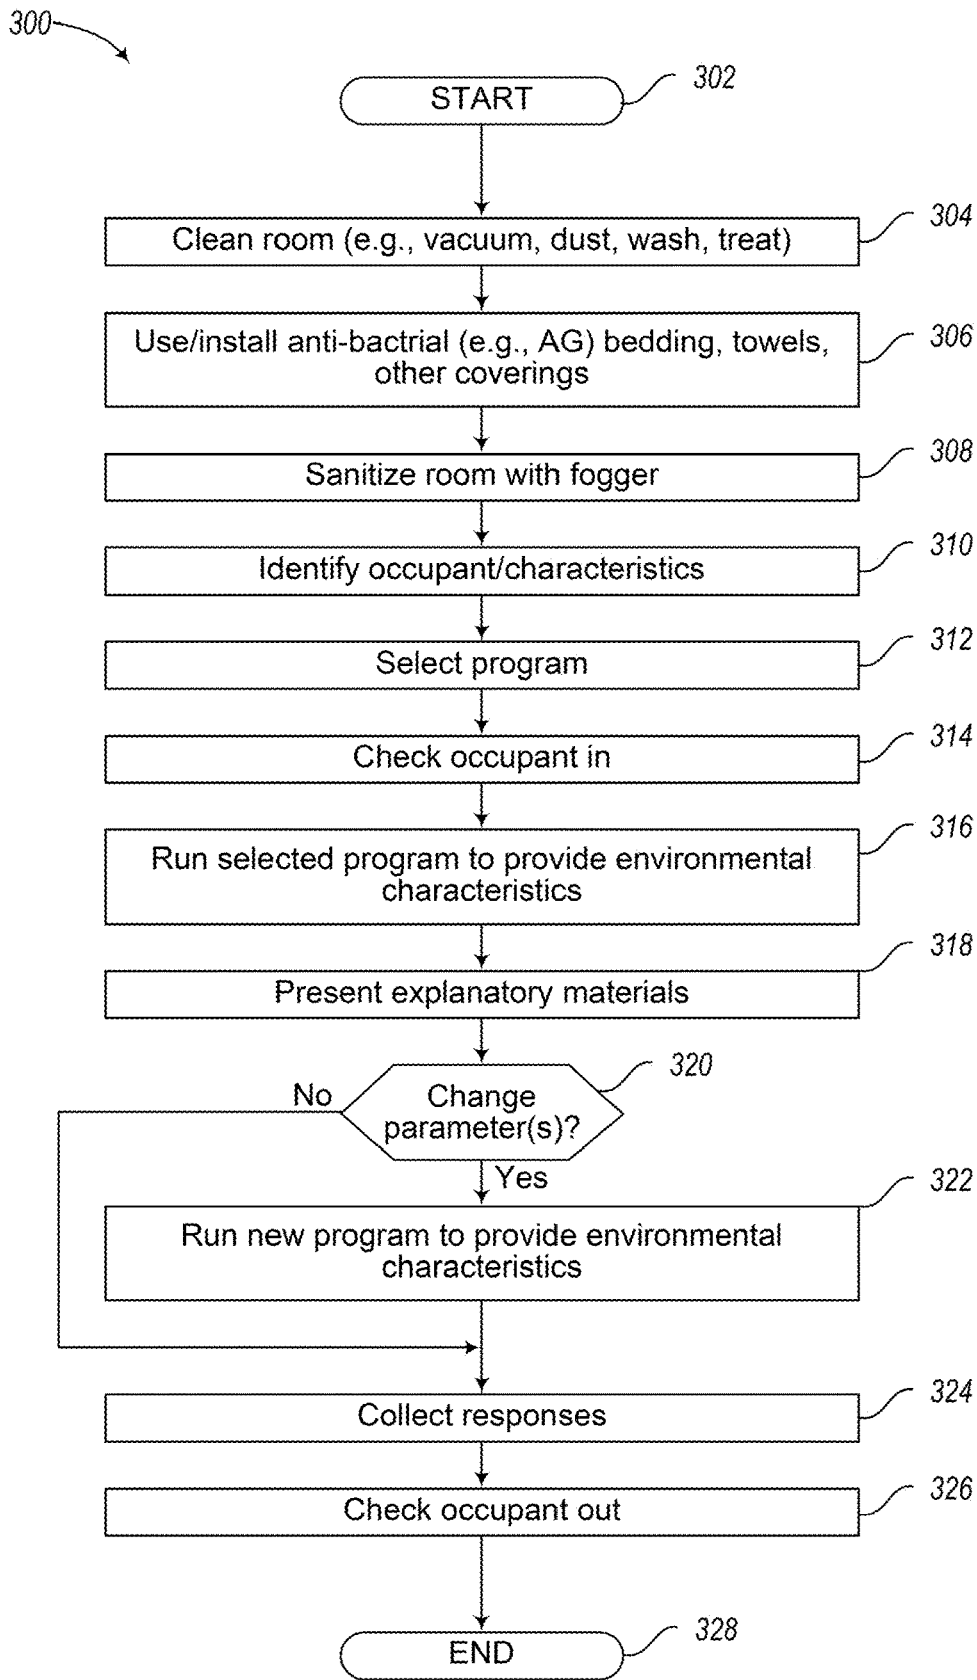 300
START
302
304
Clean room (e.g., vacuum, dust, wash, treat)
306
Use/install anti-bactrial (e.g., AG) bedding, towels,
other coverings
308
Sanitize room with fogger
310
Identify occupant/characteristics
312
Select program
314
Check occupant in
316
Run selected program to provide environmental
characteristics
318
Present explanatory materials
320
Change
parameter(s)?
No
Yes
322
Run new program to provide environmental
characteristics
324
Collect responses
326
Check occupant out
328
END